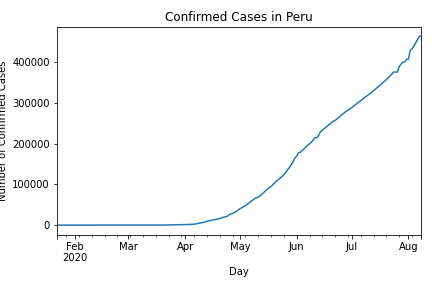 Confirmed Cases in Peru
Number of Confirmed Cases
400000
300000
200000
100000
0
Feb Mar Apr May Jun Jul Aug
2020
Day